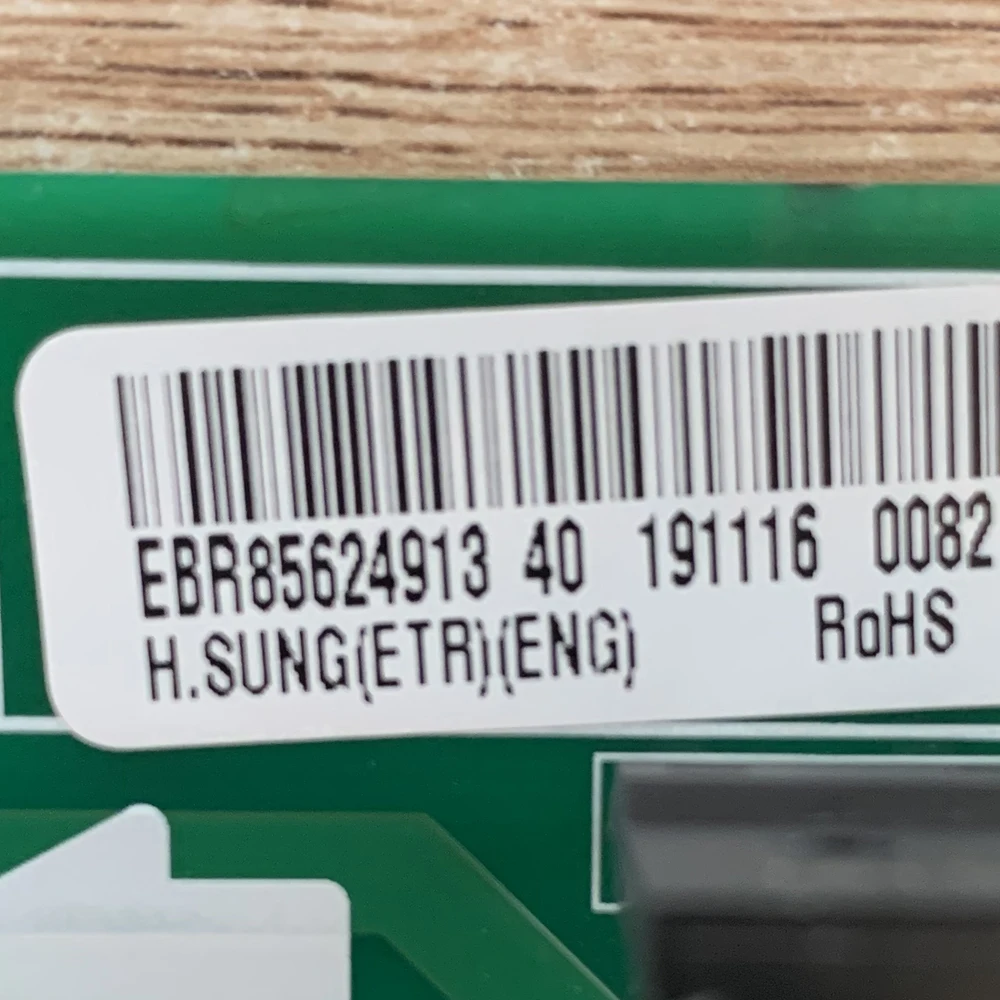 EBR85624913 40 191116 0082
H.SUNG(ETR)(ENG) RoHS